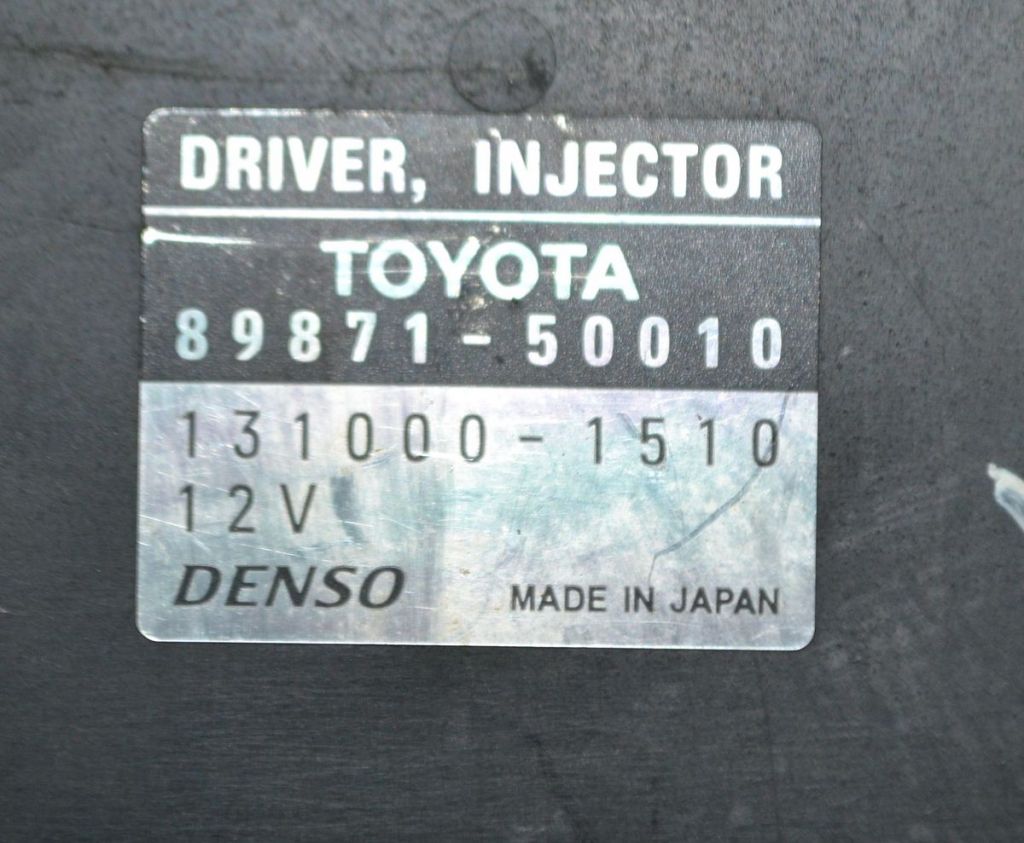 DRIVER, INJECTOR
TOYOTA
89871-50010
131000-1510
12V
DENSO
MADE IN JAPAN